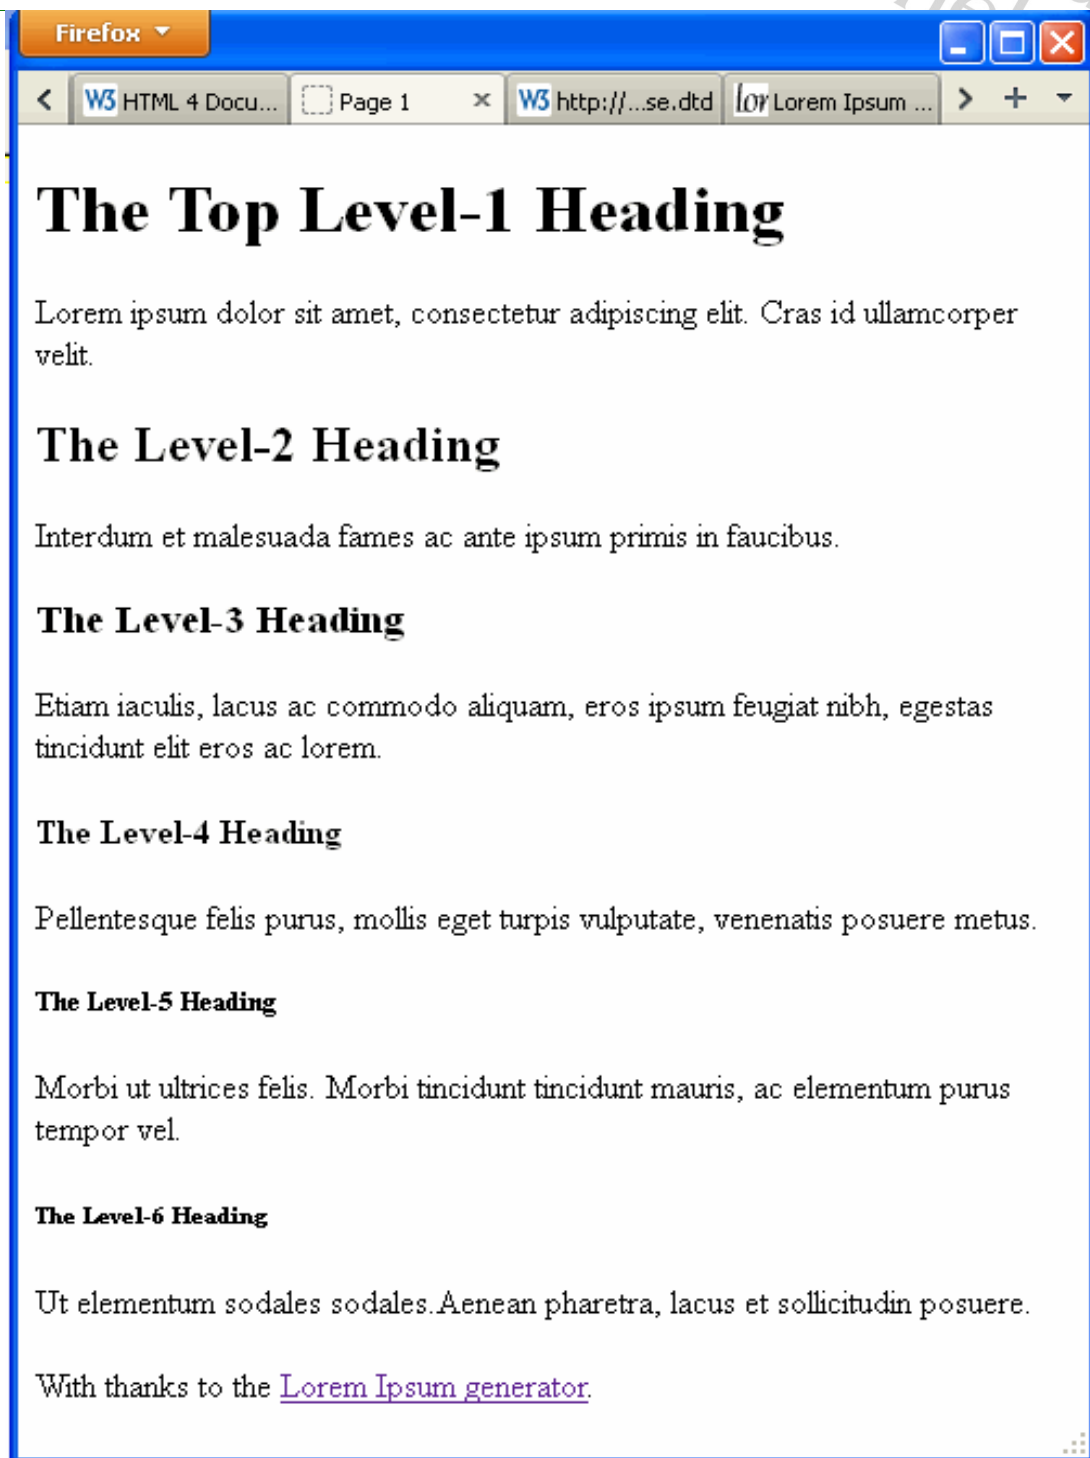 Firefox
W3 HTML 4 Docu... Page 1 W3 http://...se.dtd lor Lorem Ipsum ...
The Top Level-1 Heading
Lorem ipsum dolor sit amet, consectetur adipiscing elit. Cras id ullamcorper
velit.
The Level-2 Heading
Interdum et malesuada fames ac ante ipsum primis in faucibus.
The Level-3 Heading
Etiam iaculis, lacus ac commodo aliquam, eros ipsum feugiat nibh, egestas
tincidunt elit eros ac lorem.
The Level-4 Heading
Pellentesque felis purus, mollis eget turpis vulputate, venenatis posuere metus.
The Level-5 Heading
Morbi ut ultrices felis. Morbi tincidunt tincidunt mauris, ac elementum purus
tempor vel.
The Level-6 Heading
Ut elementum sodales sodales.Aenean pharetra, lacus et sollicitudin posuere.
With thanks to the Lorem Ipsum generator.